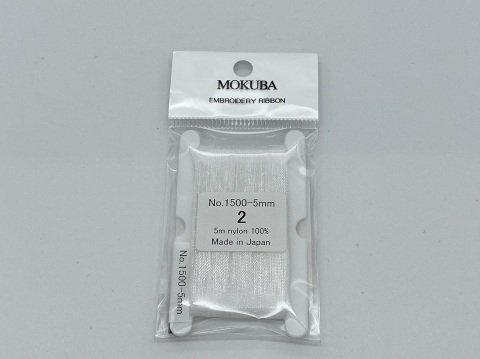 MOKUBA
EMBROIDERY RIBBON
No.1500-5mm
2
5m nylon 100%
Made in Japan
No.1500-5mm